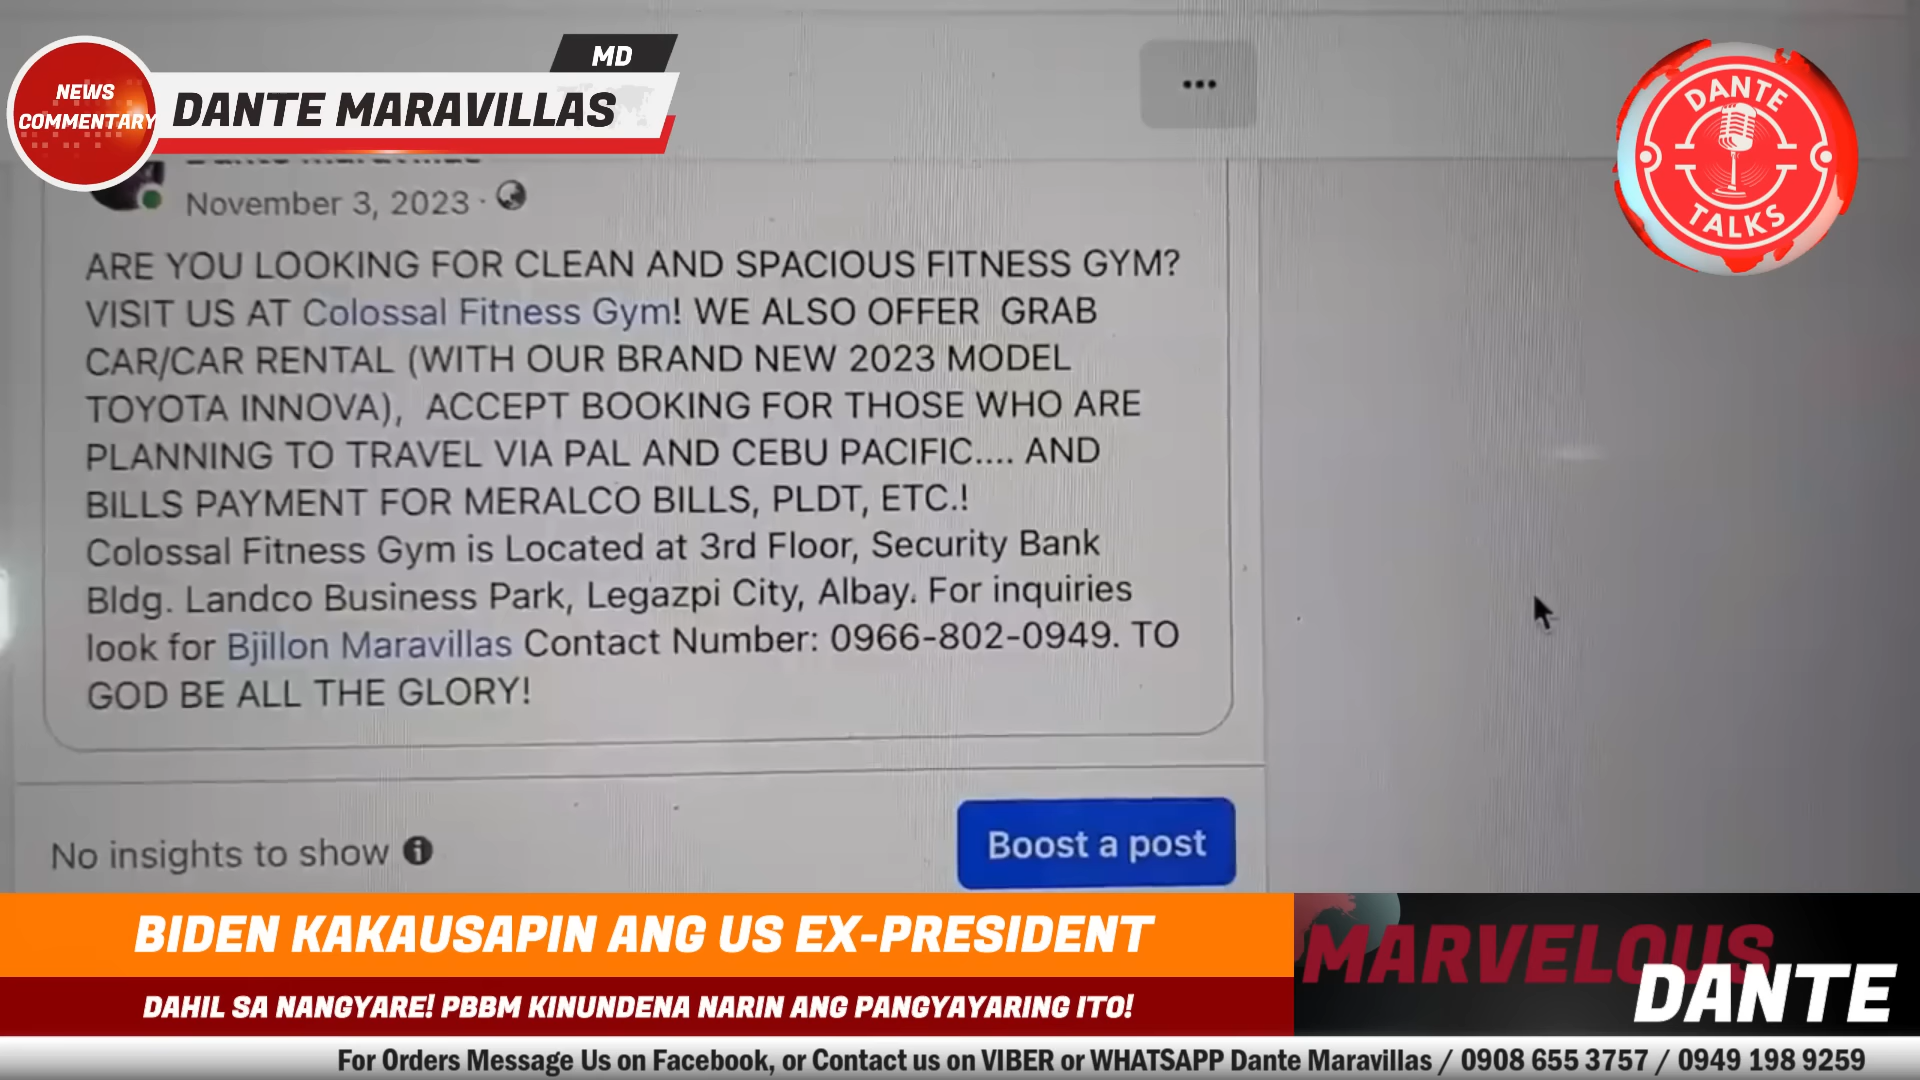 MD
NEWS
COMMENTARY
DANTE MARAVILLAS
DANTE
TALKS
November 3, 2023 ·
ARE YOU LOOKING FOR CLEAN AND SPACIOUS FITNESS GYM?
VISIT US AT Colossal Fitness Gym! WE ALSO OFFER GRAB
CAR/CAR RENTAL (WITH OUR BRAND NEW 2023 MODEL
TOYOTA INNOVA), ACCEPT BOOKING FOR THOSE WHO ARE
PLANNING TO TRAVEL VIA PAL AND CEBU PACIFIC.... AND
BILLS PAYMENT FOR MERALCO BILLS, PLDT, ETC.!
Colossal Fitness Gym is Located at 3rd Floor, Security Bank
Bldg. Landco Business Park, Legazpi City, Albay. For inquiries
look for Bjillon Maravillas Contact Number: 0966-802-0949. TO
GOD BE ALL THE GLORY!
No insights to show
Boost a post
BIDEN KAKAUSAPIN ANG US EX-PRESIDENT
DAHIL SA NANGYARE! PBBM KINUNDENA NARIN ANG PANGYAYARING ITO!
MARVELOUS
DANTE
For Orders Message Us on Facebook, or Contact us on VIBER or WHATSAPP Dante Maravillas / 0908 655 3757 / 0949 198 9259